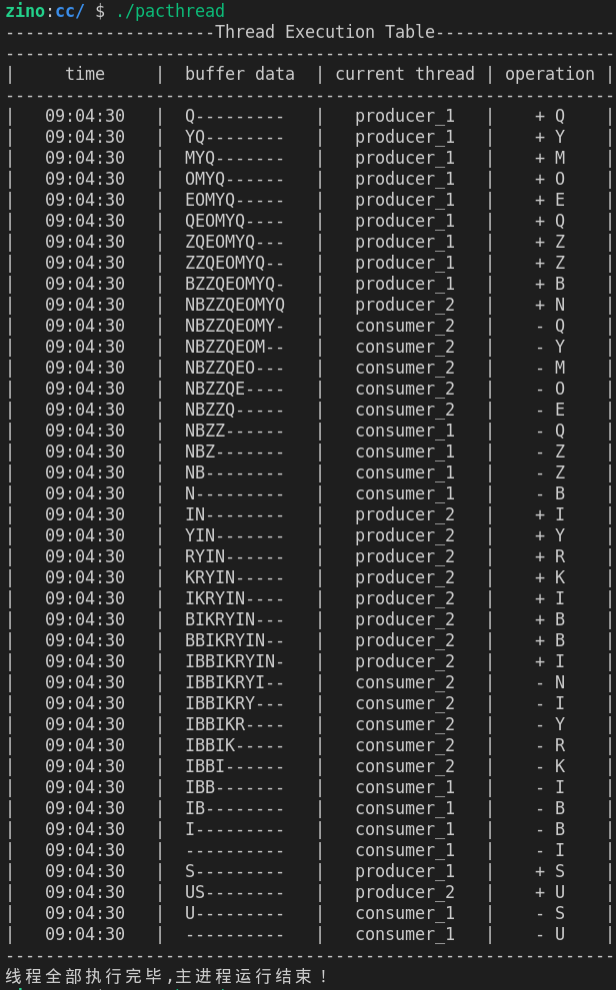 zino:cc/ $ ./pacthread
---------------------Thread Execution Table------------------
-------------------------------------------------------------
|     time     |  buffer data  | current thread | operation |
-------------------------------------------------------------
|   09:04:30   |  Q---------   |   producer_1   |    + Q    |
|   09:04:30   |  YQ--------   |   producer_1   |    + Y    |
|   09:04:30   |  MYQ-------   |   producer_1   |    + M    |
|   09:04:30   |  OMYQ------   |   producer_1   |    + O    |
|   09:04:30   |  EOMYQ-----   |   producer_1   |    + E    |
|   09:04:30   |  QEOMYQ----   |   producer_1   |    + Q    |
|   09:04:30   |  ZQEOMYQ---   |   producer_1   |    + Z    |
|   09:04:30   |  ZZQEOMYQ--   |   producer_1   |    + Z    |
|   09:04:30   |  BZZQEOMYQ-   |   producer_1   |    + B    |
|   09:04:30   |  NBZZQEOMYQ   |   producer_2   |    + N    |
|   09:04:30   |  NBZZQEOMY-   |   consumer_2   |    - Q    |
|   09:04:30   |  NBZZQEOM--   |   consumer_2   |    - Y    |
|   09:04:30   |  NBZZQEO---   |   consumer_2   |    - M    |
|   09:04:30   |  NBZZQE----   |   consumer_2   |    - O    |
|   09:04:30   |  NBZZQ-----   |   consumer_2   |    - E    |
|   09:04:30   |  NBZZ------   |   consumer_1   |    - Q    |
|   09:04:30   |  NBZ-------   |   consumer_1   |    - Z    |
|   09:04:30   |  NB--------   |   consumer_1   |    - Z    |
|   09:04:30   |  N---------   |   consumer_1   |    - B    |
|   09:04:30   |  IN--------   |   producer_2   |    + I    |
|   09:04:30   |  YIN-------   |   producer_2   |    + Y    |
|   09:04:30   |  RYIN------   |   producer_2   |    + R    |
|   09:04:30   |  KRYIN-----   |   producer_2   |    + K    |
|   09:04:30   |  IKRYIN----   |   producer_2   |    + I    |
|   09:04:30   |  BIKRYIN---   |   producer_2   |    + B    |
|   09:04:30   |  BBIKRYIN--   |   producer_2   |    + B    |
|   09:04:30   |  IBBIKRYIN-   |   producer_2   |    + I    |
|   09:04:30   |  IBBIKRYI--   |   consumer_2   |    - N    |
|   09:04:30   |  IBBIKRY---   |   consumer_2   |    - I    |
|   09:04:30   |  IBBIKR----   |   consumer_2   |    - Y    |
|   09:04:30   |  IBBIK-----   |   consumer_2   |    - R    |
|   09:04:30   |  IBBI------   |   consumer_2   |    - K    |
|   09:04:30   |  IBB-------   |   consumer_1   |    - I    |
|   09:04:30   |  IB--------   |   consumer_1   |    - B    |
|   09:04:30   |  I---------   |   consumer_1   |    - B    |
|   09:04:30   |  ----------   |   consumer_1   |    - I    |
|   09:04:30   |  S---------   |   producer_1   |    + S    |
|   09:04:30   |  US--------   |   producer_2   |    + U    |
|   09:04:30   |  U---------   |   consumer_1   |    - S    |
|   09:04:30   |  ----------   |   consumer_1   |    - U    |
-------------------------------------------------------------
线程全部执行完毕,主进程运行结束！